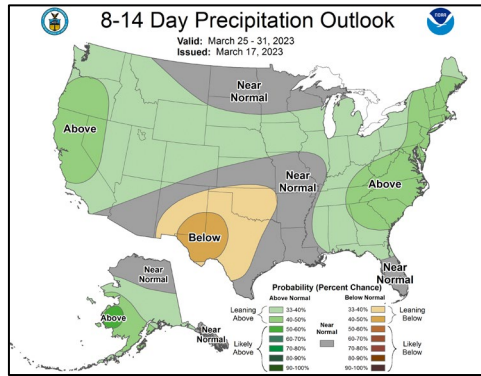 8-14 Day Precipitation Outlook
Valid: March 25 - 31, 2023
Issued: March 17, 2023
Near
Normal
Above
Near
Normal
Above
Below
Near
Normal
Near
Normal
Above
Near
Normal
Probability (Percent Chance)
Above Normal
Below Normal
Leaning
Above
33-40%
40-50%
50-60%
Likely
Above
60-70%
70-80%
80-90%
90-100%
Near
Normal
33-40%
40-50%
50-60%
60-70%
70-80%
80-90%
90-100%
Leaning
Below
Likely
Below